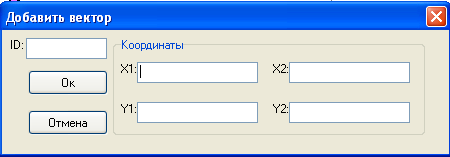 Добавить вектор
ID:
Координаты
X1:
X2:
Ок
Y1:
Y2:
Отмена